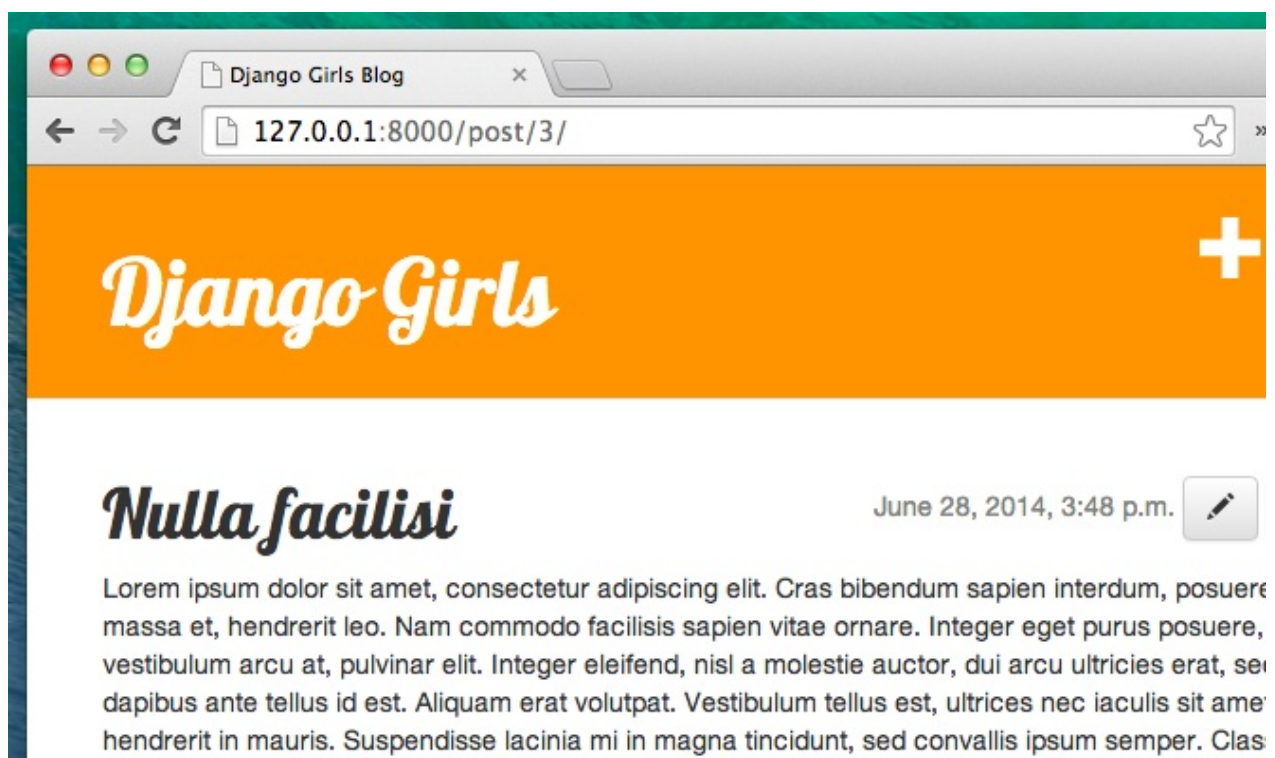 Django Girls Blog
127.0.0.1:8000/post/3/
Django Girls
Nulla facilisi
June 28, 2014, 3:48 p.m.
Lorem ipsum dolor sit amet, consectetur adipiscing elit. Cras bibendum sapien interdum, posuere
massa et, hendrerit leo. Nam commodo facilisis sapien vitae ornare. Integer eget purus posuere,
vestibulum arcu at, pulvinar elit. Integer eleifend, nisl a molestie auctor, dui arcu ultricies erat, sed
dapibus ante tellus id est. Aliquam erat volutpat. Vestibulum tellus est, ultrices nec iaculis sit amet
hendrerit in mauris. Suspendisse lacinia mi in magna tincidunt, sed convallis ipsum semper. Class